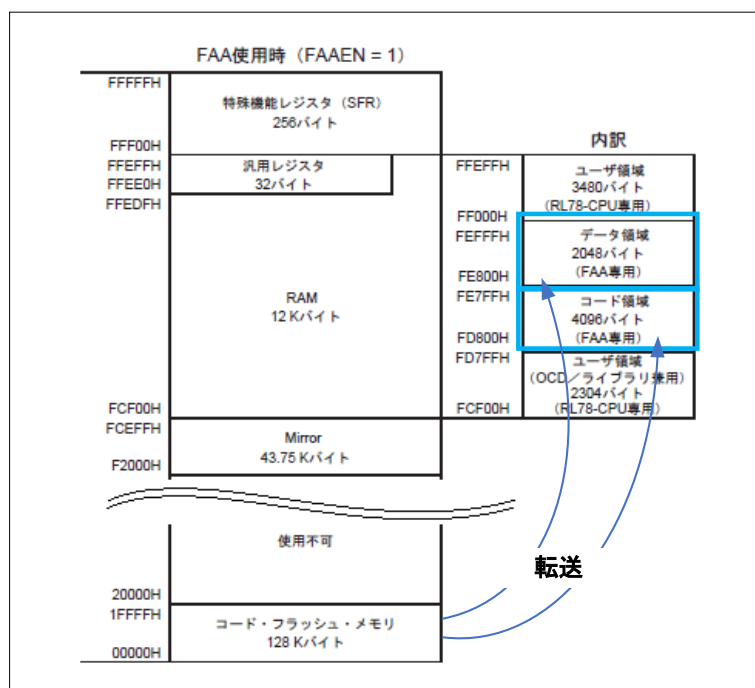 FAA使用時（FAAEN = 1）
FFFFFH
特殊機能レジスタ（SFR）
256バイト
FFF00H
FFEFFH
汎用レジスタ
32バイト
FFEE0H
FFEDFH
RAM
12 Kバイト
FCF00H
FCEFFH
Mirror
43.75 Kバイト
F2000H
使用不可
20000H
1FFFFH
コード・フラッシュ・メモリ
128 Kバイト
00000H
内訳
FFEFFH
ユーザ領域
3480バイト
(RL78-CPU専用)
FF000H
FEFFFH
データ領域
2048バイト
(FAA専用)
FE800H
FE7FFH
コード領域
4096バイト
(FAA専用)
FD800H
FD7FFH
ユーザ領域
(OCD／ライブラリ兼用)
2304バイト
(RL78-CPU専用)
FCF00H
転送